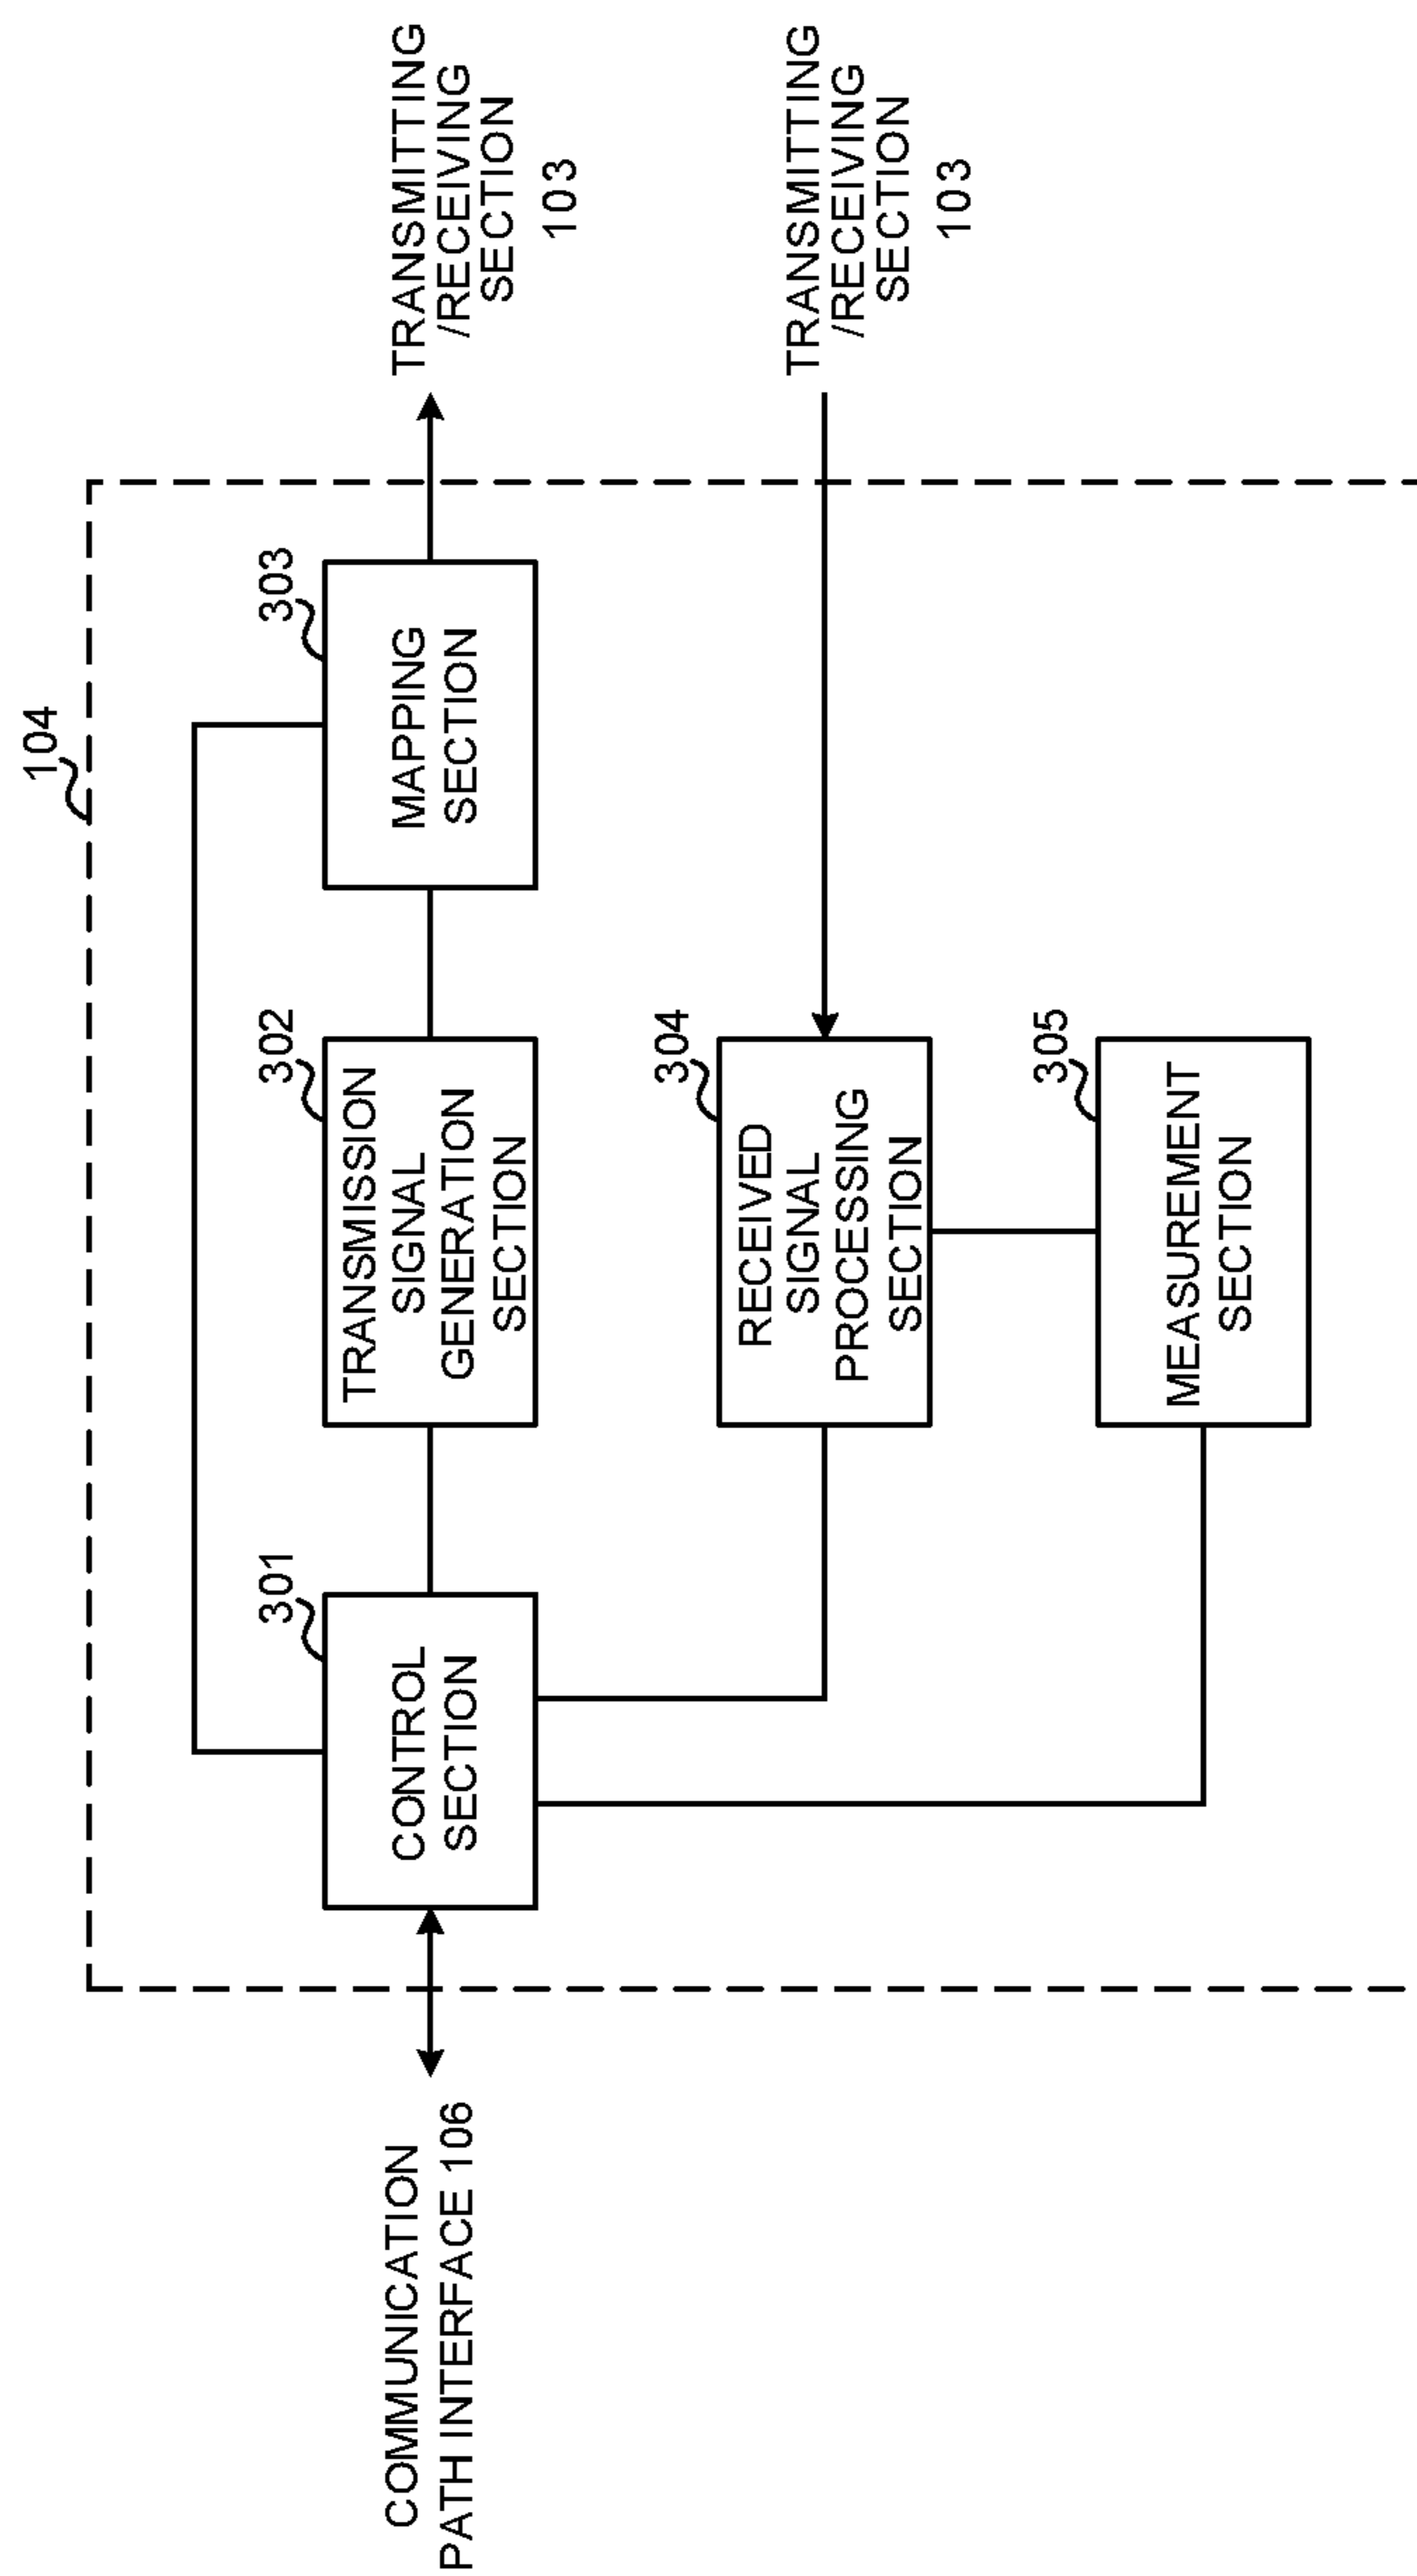 104
301
302
303
COMMUNICATION
PATH INTERFACE 106
CONTROL
SECTION
TRANSMISSION
SIGNAL
GENERATION
SECTION
MAPPING
SECTION
TRANSMITTING
/RECEIVING
SECTION
103
304
RECEIVED
SIGNAL
PROCESSING
SECTION
TRANSMITTING
/RECEIVING
SECTION
103
305
MEASUREMENT
SECTION